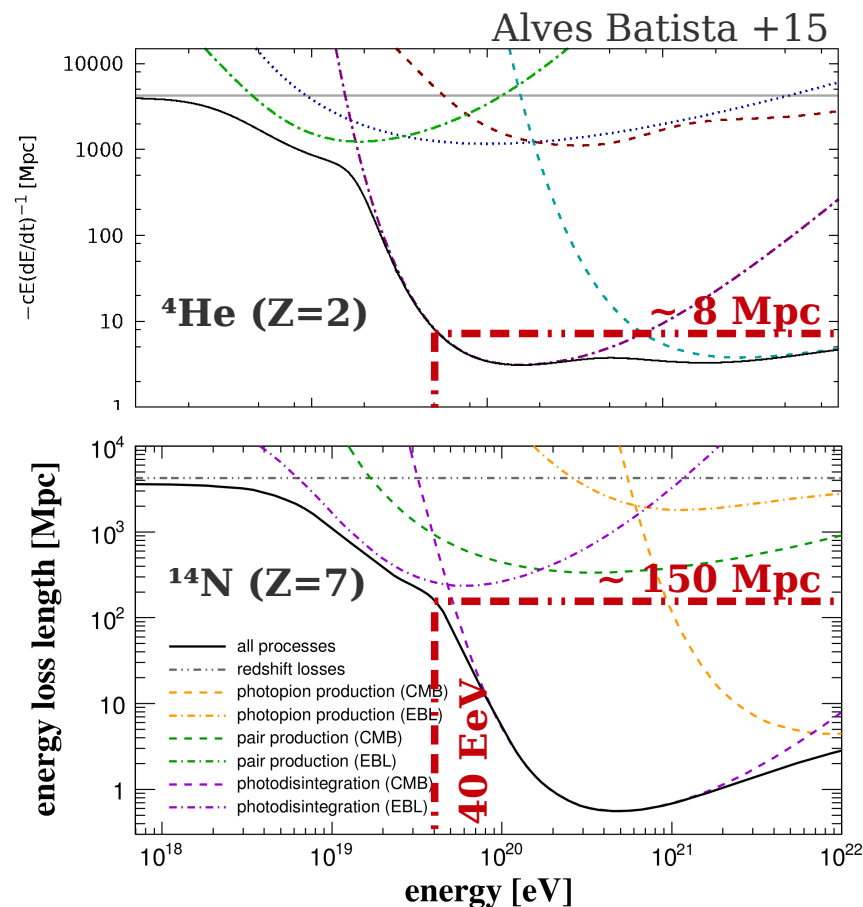 Alves Batista +15
10000
1000
100
10
1
−cE(dE/dt)⁻¹ [Mpc]
⁴He (Z=2)
~ 8 Mpc
10⁴
10³
10²
10
1
energy loss length [Mpc]
¹⁴N (Z=7)
~ 150 Mpc
all processes
redshift losses
photopion production (CMB)
photopion production (EBL)
pair production (CMB)
pair production (EBL)
photodisintegration (CMB)
photodisintegration (EBL)
40 EeV
10¹⁸
10¹⁹
10²⁰
10²¹
10²²
energy [eV]